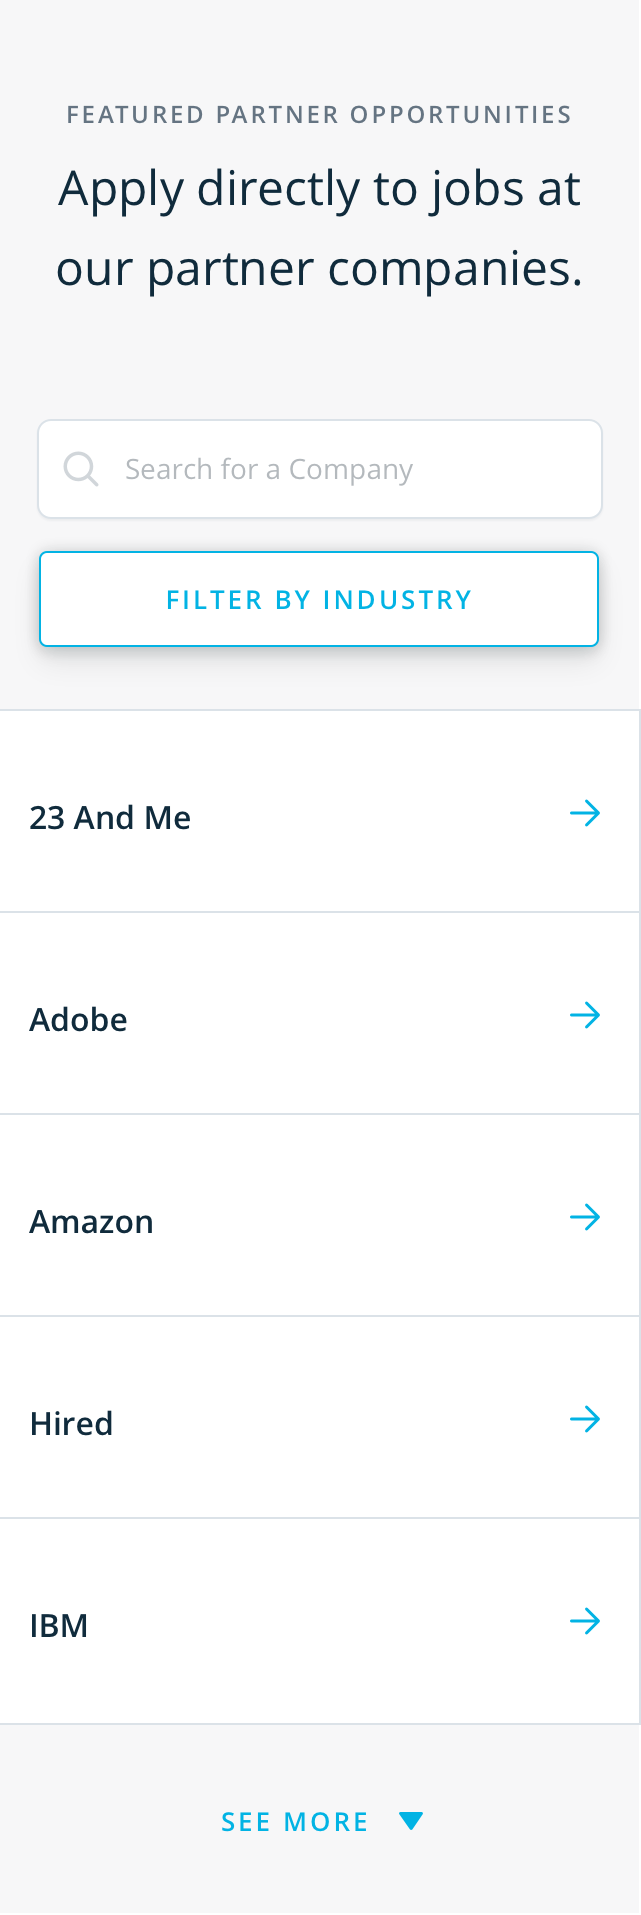 FEATURED PARTNER OPPORTUNITIES
Apply directly to jobs at
our partner companies.
Search for a Company
FILTER BY INDUSTRY
23 And Me
Adobe
Amazon
Hired
IBM
SEE MORE